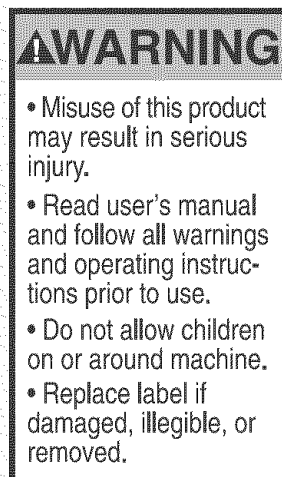 WARNING
• Misuse of this product
may result in serious
injury.
• Read user's manual
and follow all warnings
and operating instruc-
tions prior to use.
• Do not allow children
on or around machine.
• Replace label if
damaged, illegible, or
removed.